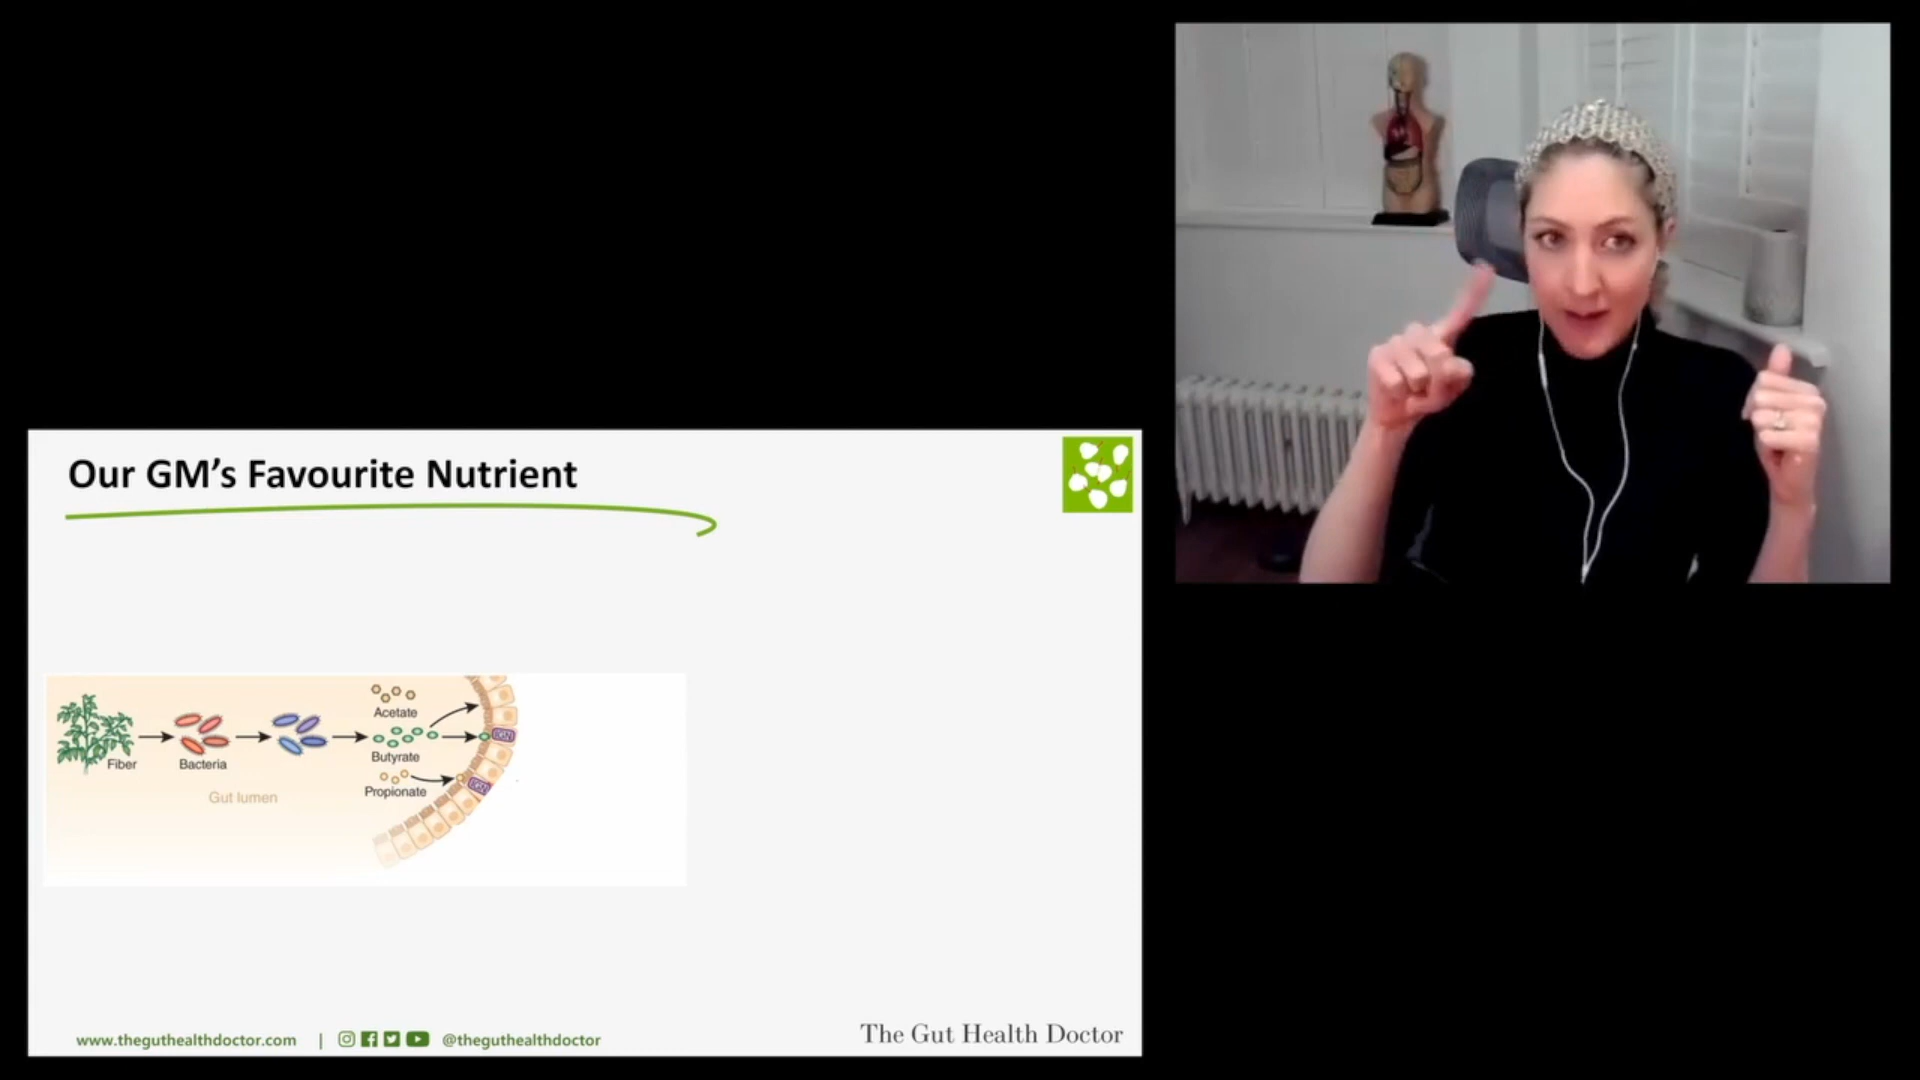 Our GM's Favourite Nutrient
Acetate
Butyrate
Fiber
Bacteria
Propionate
Gut lumen
IGN
www.theguthealthdoctor.com | @theguthealthdoctor
The Gut Health Doctor